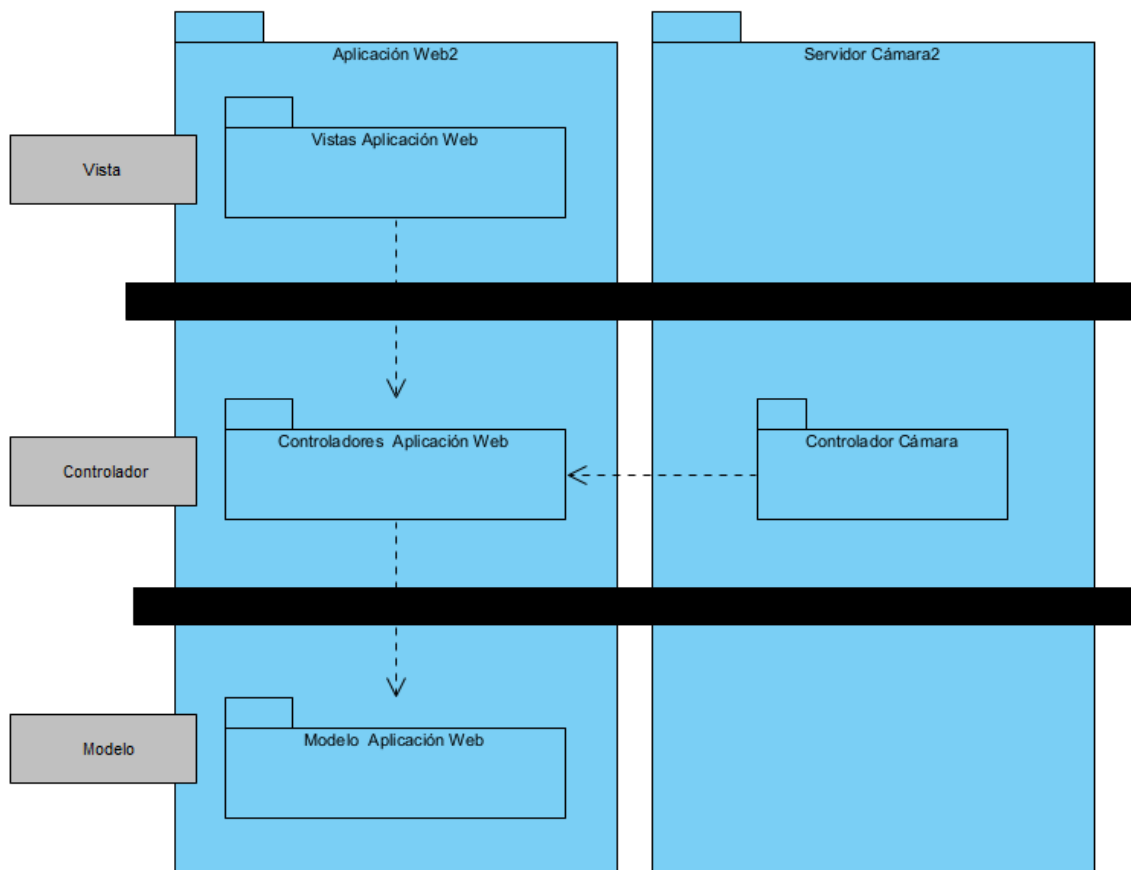 Aplicación Web2
Servidor Cámara2
Vistas Aplicación Web
Vista
Controladores  Aplicación Web
Controlador Cámara
Controlador
Modelo  Aplicación Web
Modelo